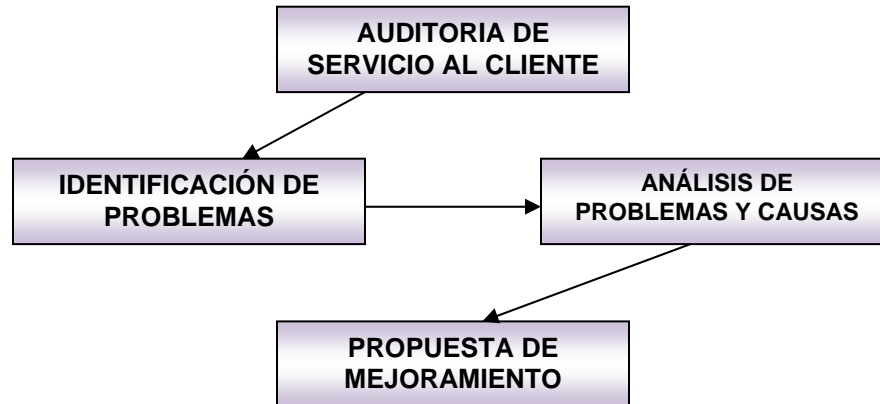 AUDITORIA DE
SERVICIO AL CLIENTE
IDENTIFICACIÓN DE
PROBLEMAS
ANÁLISIS DE
PROBLEMAS Y CAUSAS
PROPUESTA DE
MEJORAMIENTO